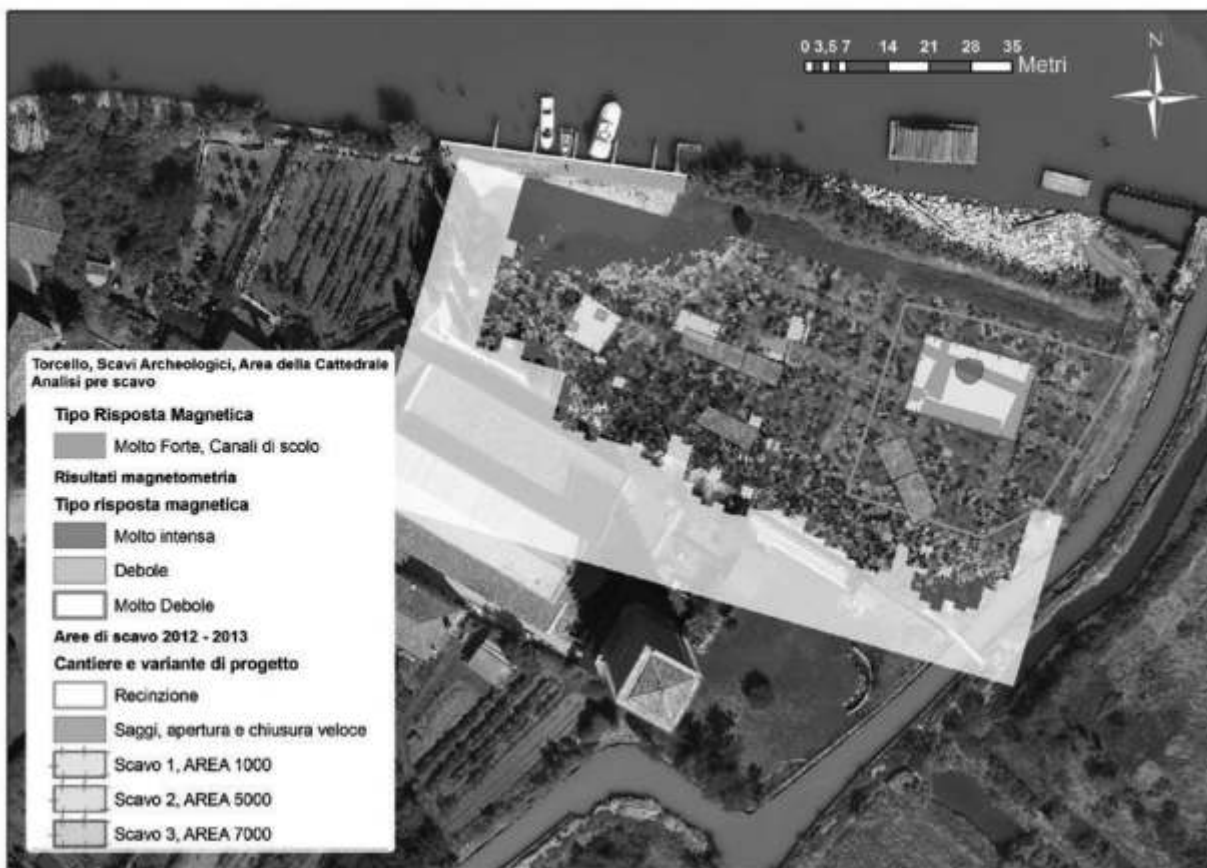 0 3,5 7 14 21 28 35
Metri
N
Torcello, Scavi Archeologici, Area della Cattedrale
Analisi pre scavo
Tipo Risposta Magnetica
Molto Forte, Canali di scolo
Risultati magnetometria
Tipo risposta magnetica
Molto intensa
Debole
Molto Debole
Aree di scavo 2012 - 2013
Cantiere e variante di progetto
Recinzione
Saggi, apertura e chiusura veloce
Scavo 1, AREA 1000
Scavo 2, AREA 5000
Scavo 3, AREA 7000